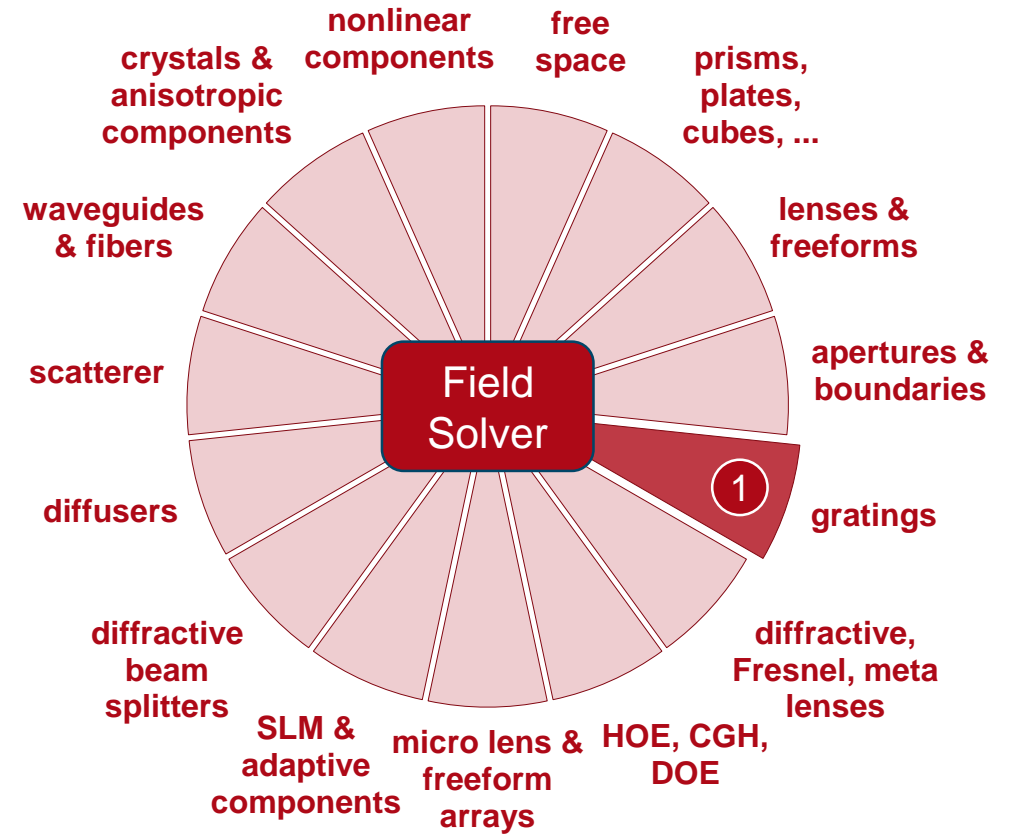 nonlinear
components
free
space
prisms,
plates,
cubes, ...
lenses &
freeforms
apertures &
boundaries
gratings
diffractive,
Fresnel, meta
lenses
HOE, CGH,
DOE
micro lens &
freeform
arrays
SLM &
adaptive
components
diffractive
beam
splitters
diffusers
scatterer
waveguides
& fibers
crystals &
anisotropic
components
Field
Solver
1